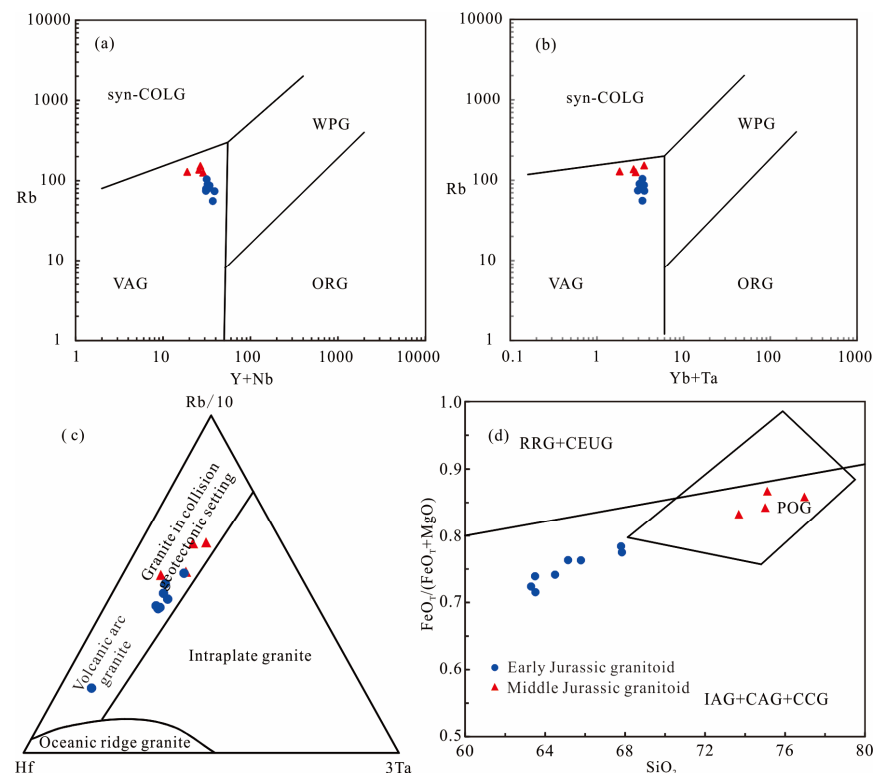 (a)
10000
1000
100
10
1
Rb
syn-COLG
WPG
VAG
ORG
1
10
100
1000
10000
Y+Nb
(b)
10000
1000
100
10
1
Rb
syn-COLG
WPG
VAG
ORG
0.1
1
10
100
1000
Yb+Ta
(c)
Rb/10
Granite in collision
geotectonic setting
Volcanic arc
granite
Intraplate granite
Oceanic ridge granite
Hf
3Ta
(d)
1.0
0.9
0.8
0.7
0.6
0.5
FeOT/(FeOT+MgO)
RRG+CEUG
POG
Early Jurassic granitoid
Middle Jurassic granitoid
IAG+CAG+CCG
60
64
68
72
76
80
SiO2